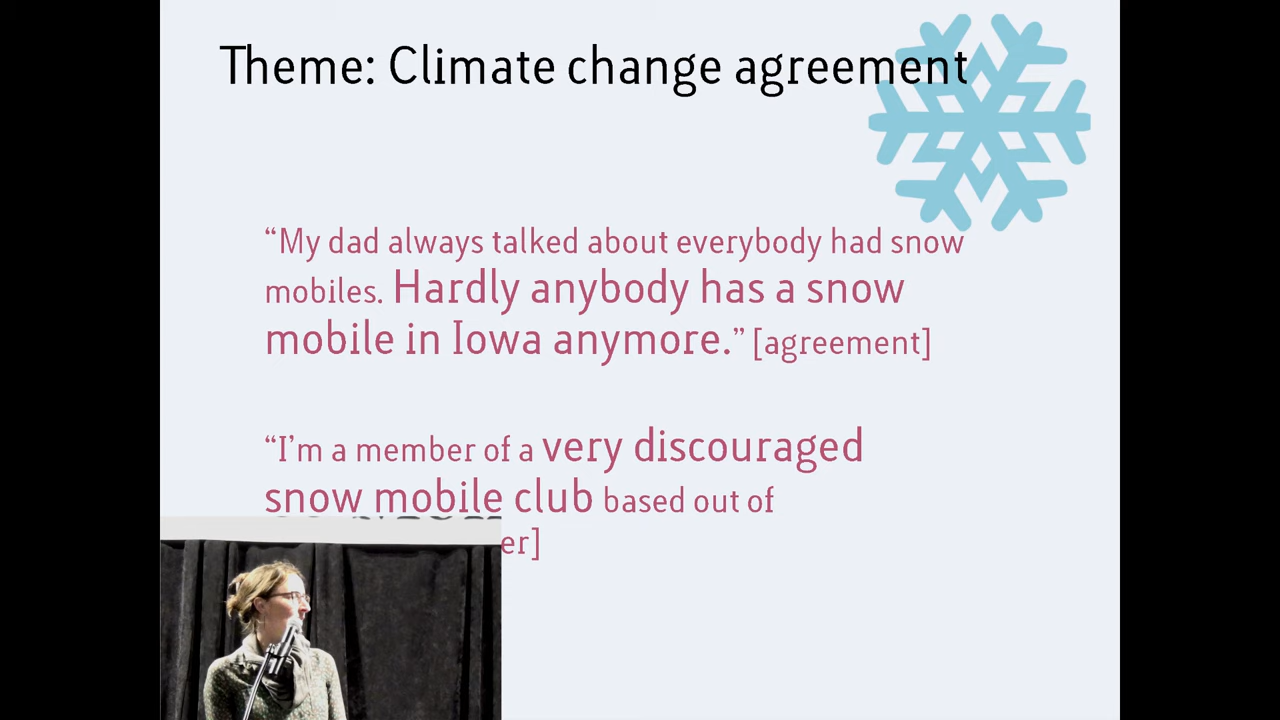 Theme: Climate change agreement
“My dad always talked about everybody had snow
mobiles. Hardly anybody has a snow
mobile in Iowa anymore.” [agreement]
“I’m a member of a very discouraged
snow mobile club based out of
er]